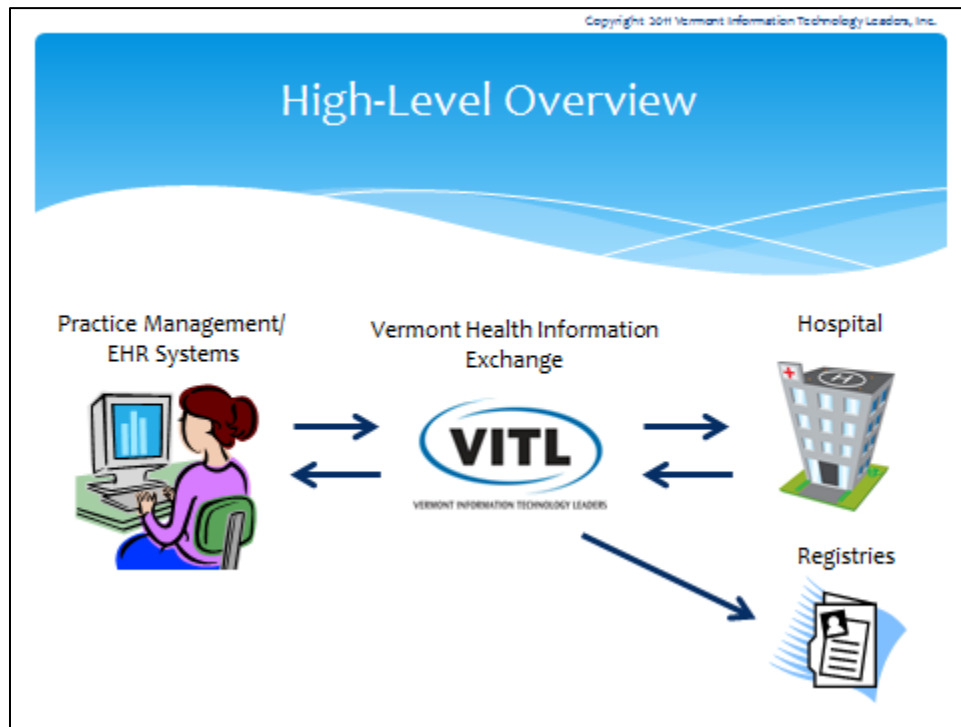 Copyright 2011 Vermont Information Technology Leaders, Inc.
High-Level Overview
Practice Management/
EHR Systems
Vermont Health Information
Exchange
Hospital
H
VITL
VERMONT INFORMATION TECHNOLOGY LEADERS
Registries